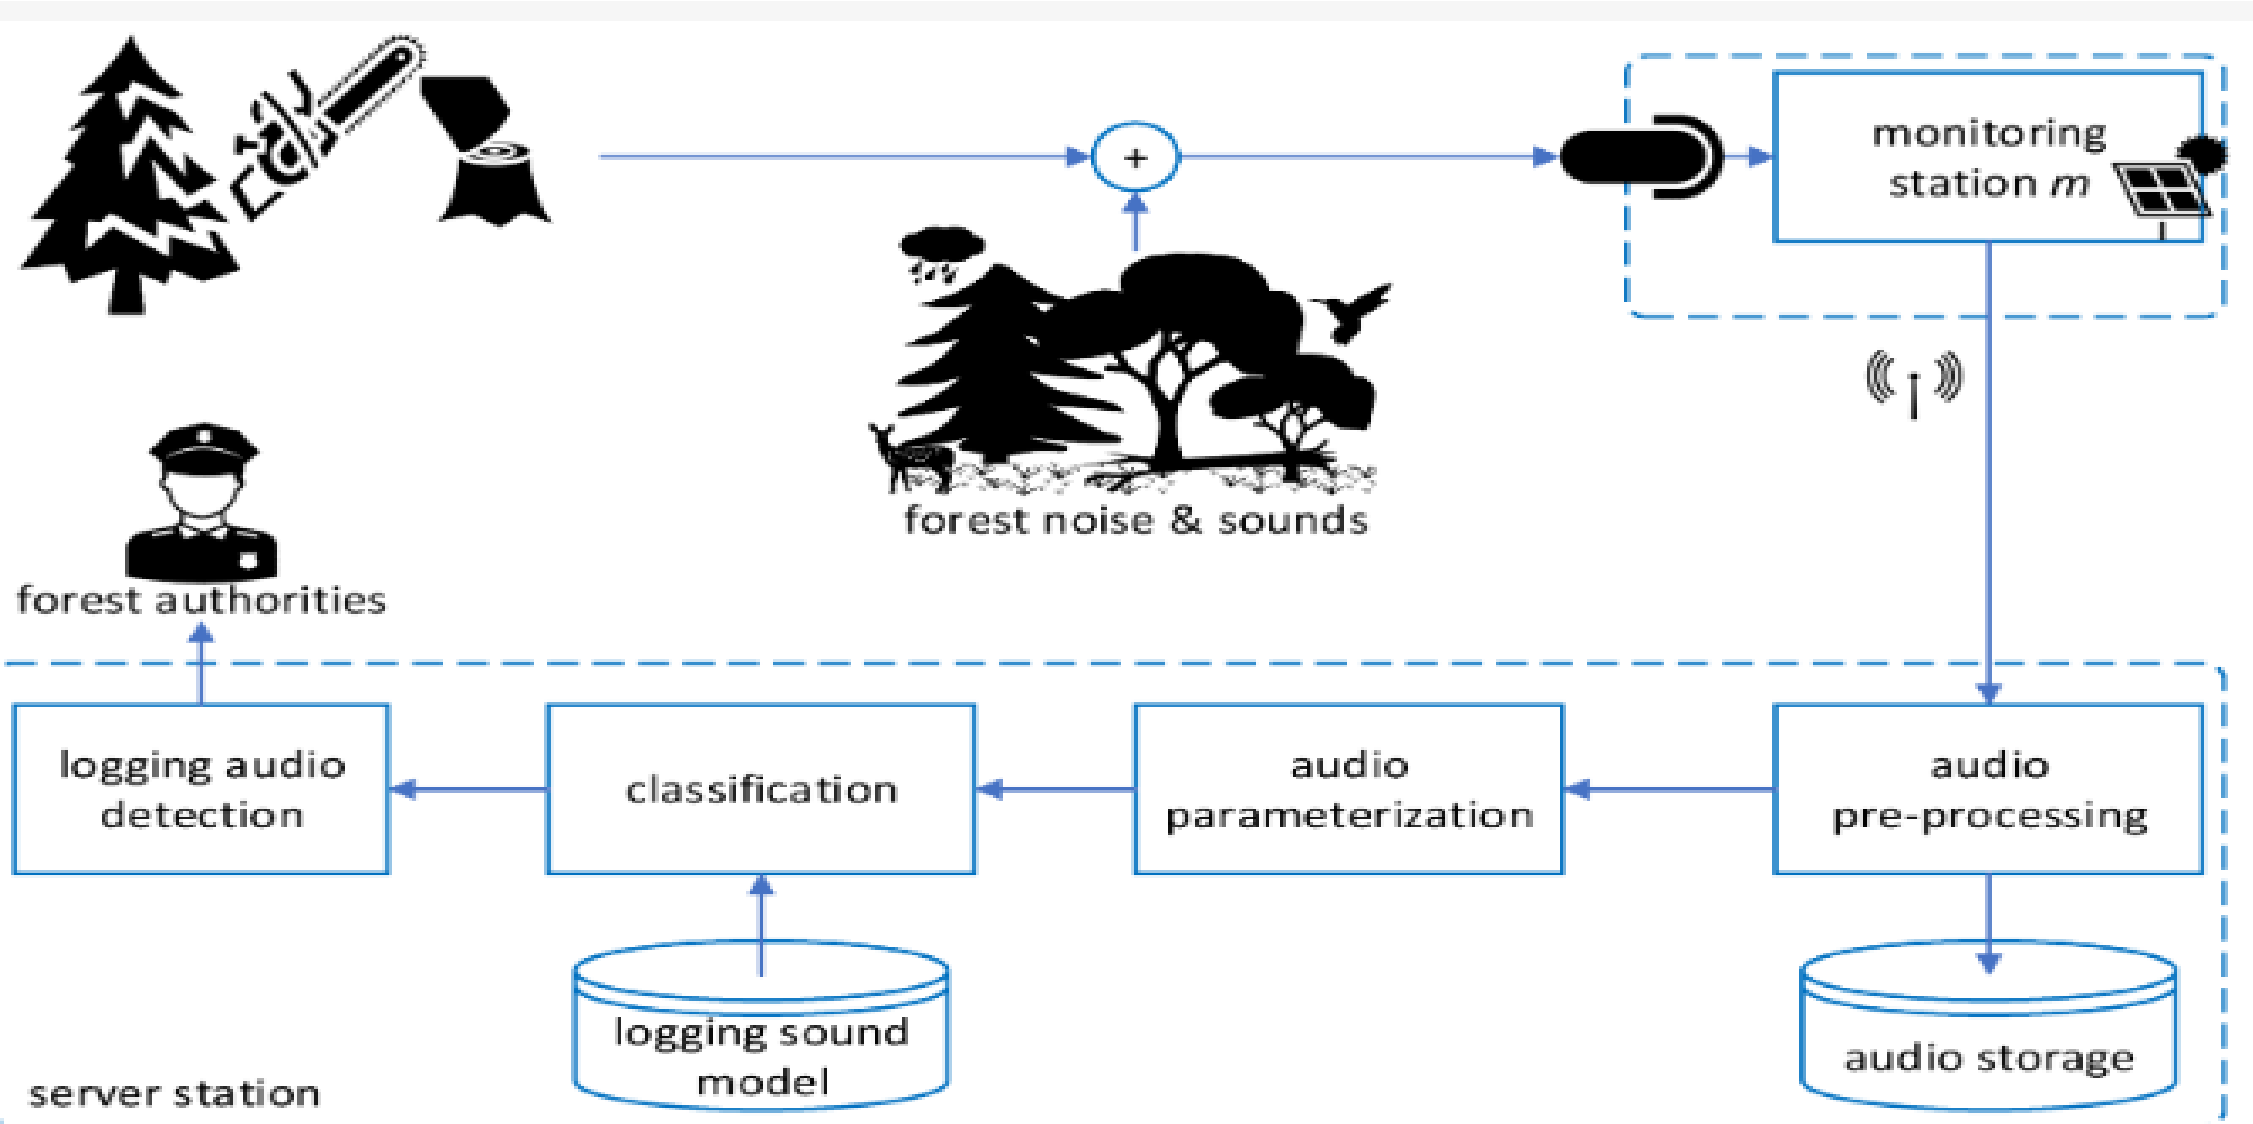 +
monitoring
station m
forest noise & sounds
forest authorities
logging audio
detection
classification
audio
parameterization
audio
pre-processing
logging sound
model
audio storage
server station